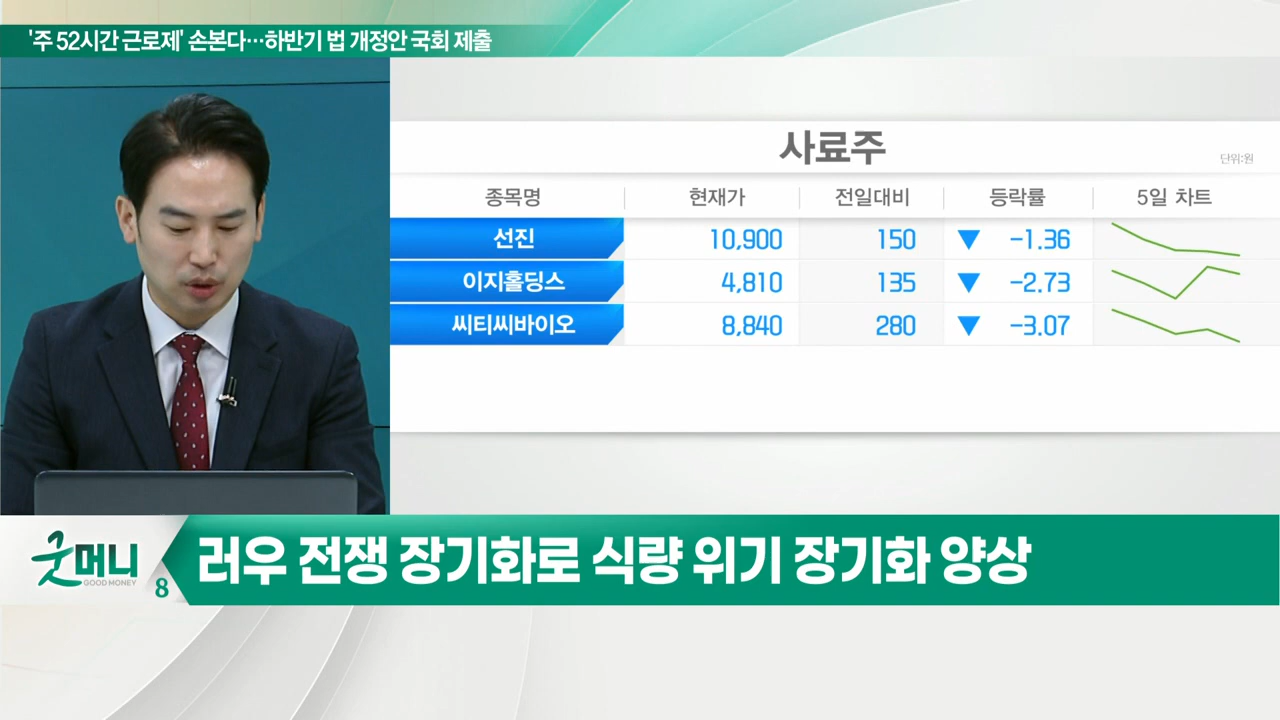 '주 52시간 근로제' 손본다…하반기 법 개정안 국회 제출
사료주
단위:원
종목명 현재가 전일대비 등락률 5일 차트
선진 10,900 150 ▼ -1.36
이지홀딩스 4,810 135 ▼ -2.73
씨티씨바이오 8,840 280 ▼ -3.07
굿머니
GOOD MONEY
8
러우 전쟁 장기화로 식량 위기 장기화 양상